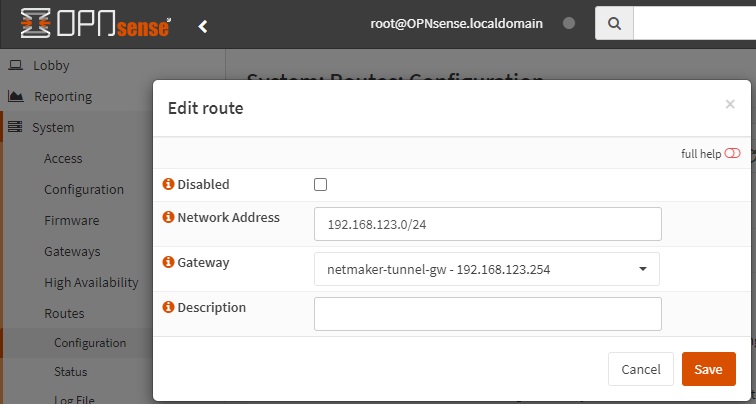 OPNsense
root@OPNsense.localdomain
Lobby
Reporting
System
Access
Configuration
Firmware
Gateways
High Availability
Routes
Configuration
Status
Log File
System: Routes: Configuration
Edit route
×
full help
Disabled
Network Address
192.168.123.0/24
Gateway
netmaker-tunnel-gw - 192.168.123.254
Description
Cancel
Save